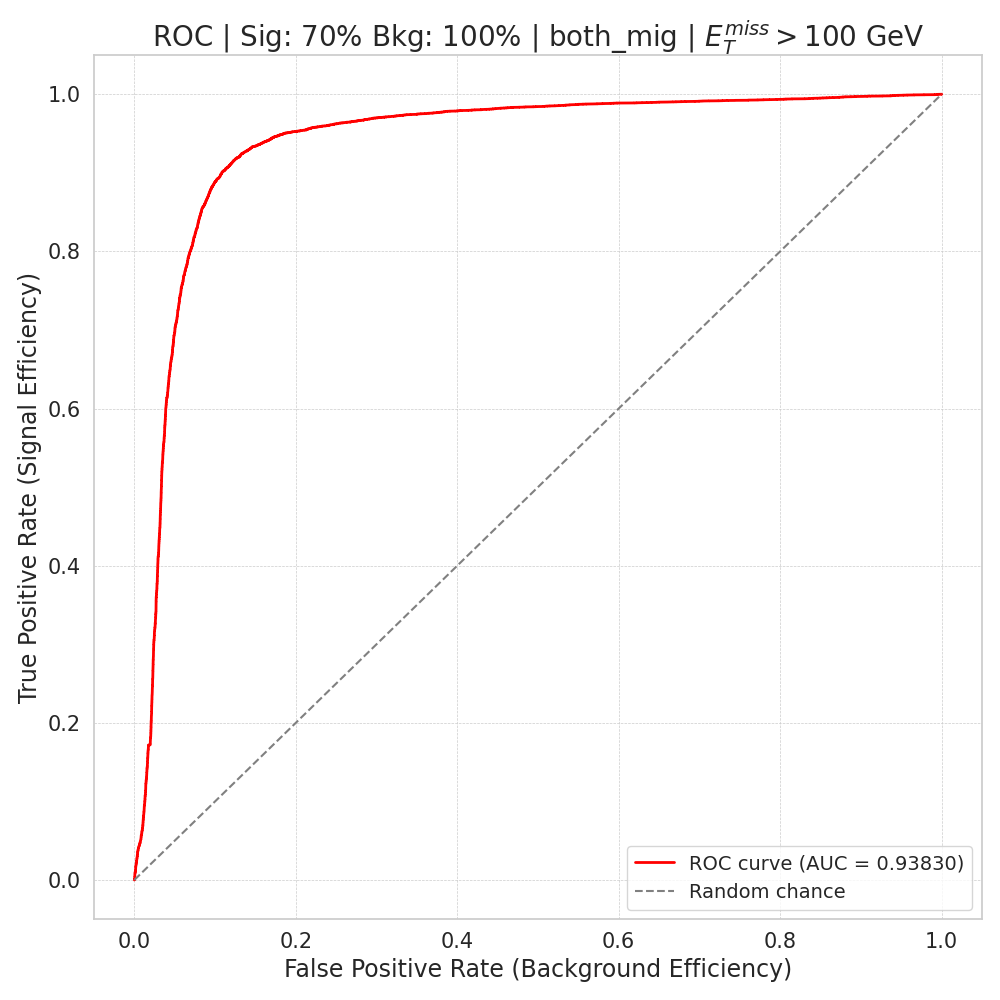 ROC | Sig: 70% Bkg: 100% | both_mig | $E_T^{miss} > 100$ GeV
True Positive Rate (Signal Efficiency)
1.0
0.8
0.6
0.4
0.2
0.0
ROC curve (AUC = 0.93830)
Random chance
0.0 0.2 0.4 0.6 0.8 1.0
False Positive Rate (Background Efficiency)